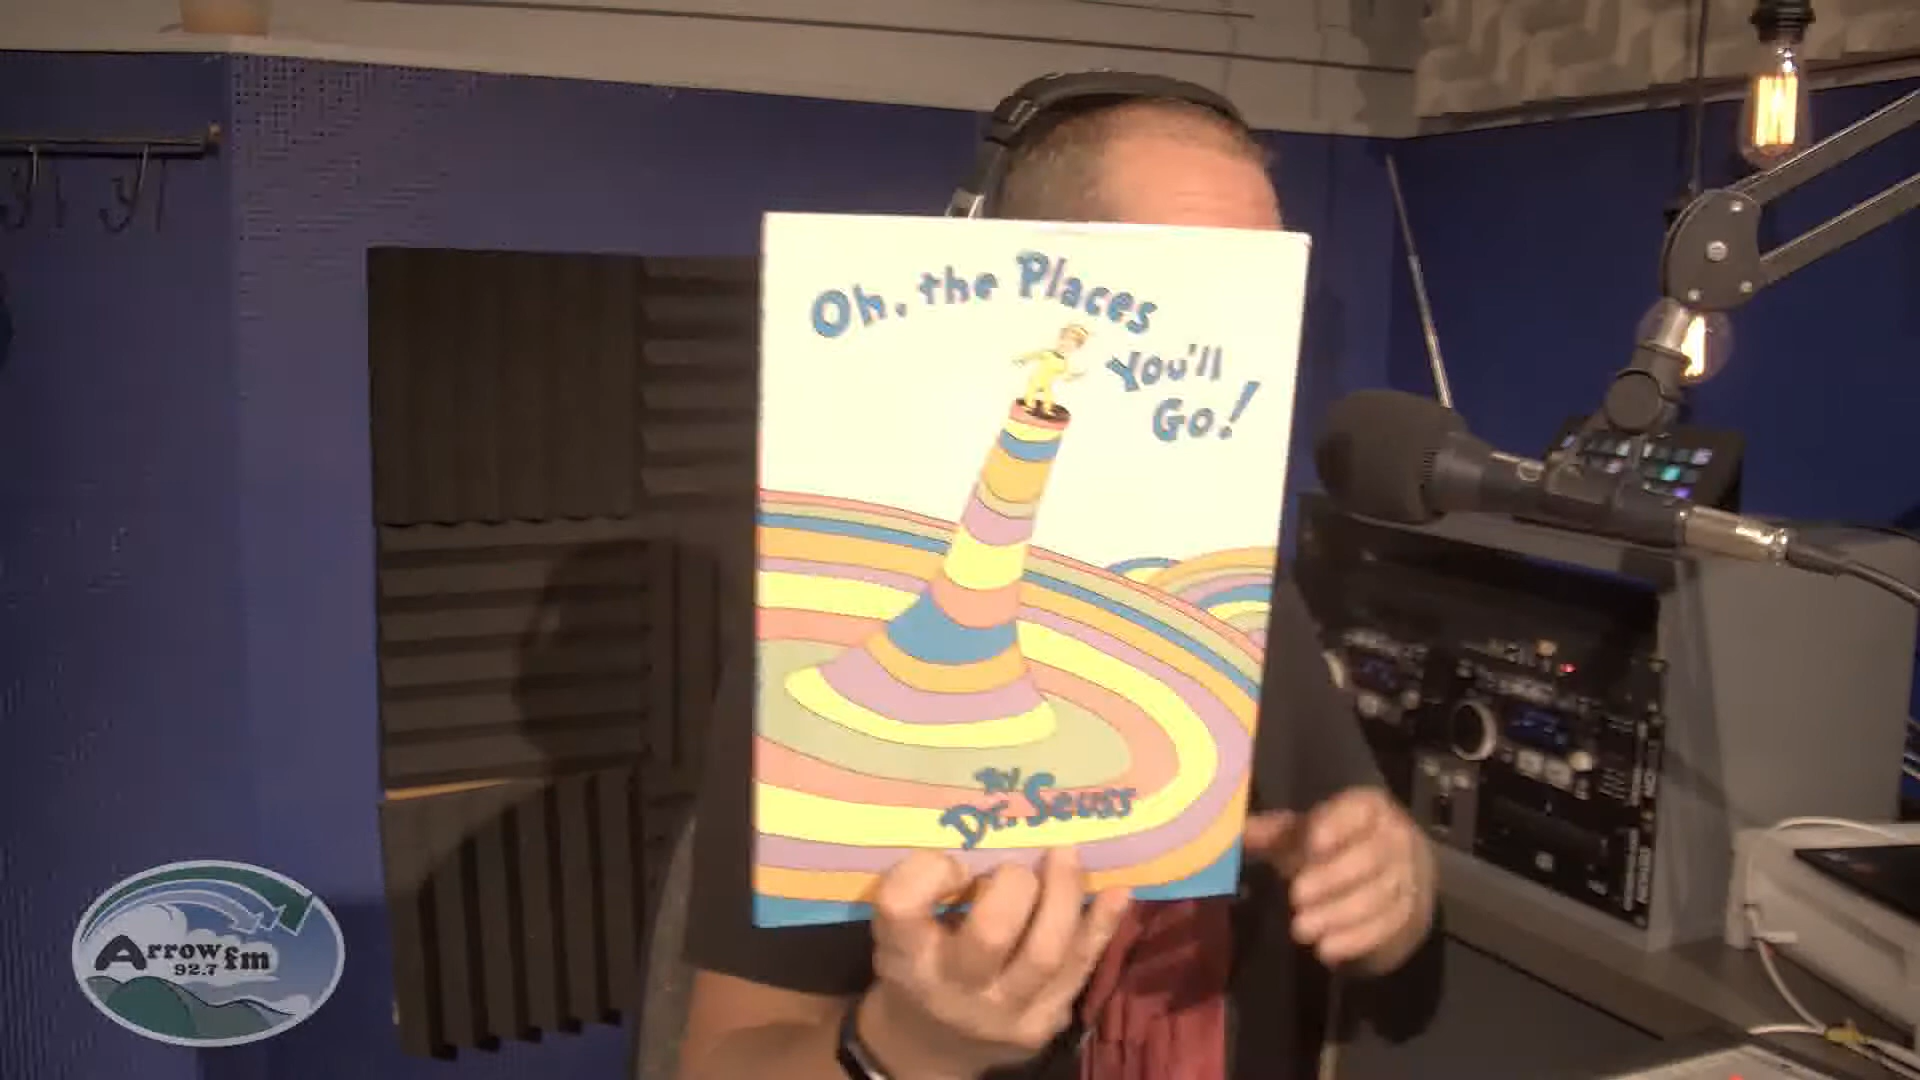 Oh, the Places
You'll
Go!
by
Dr. Seuss
Arrow fm
92.7